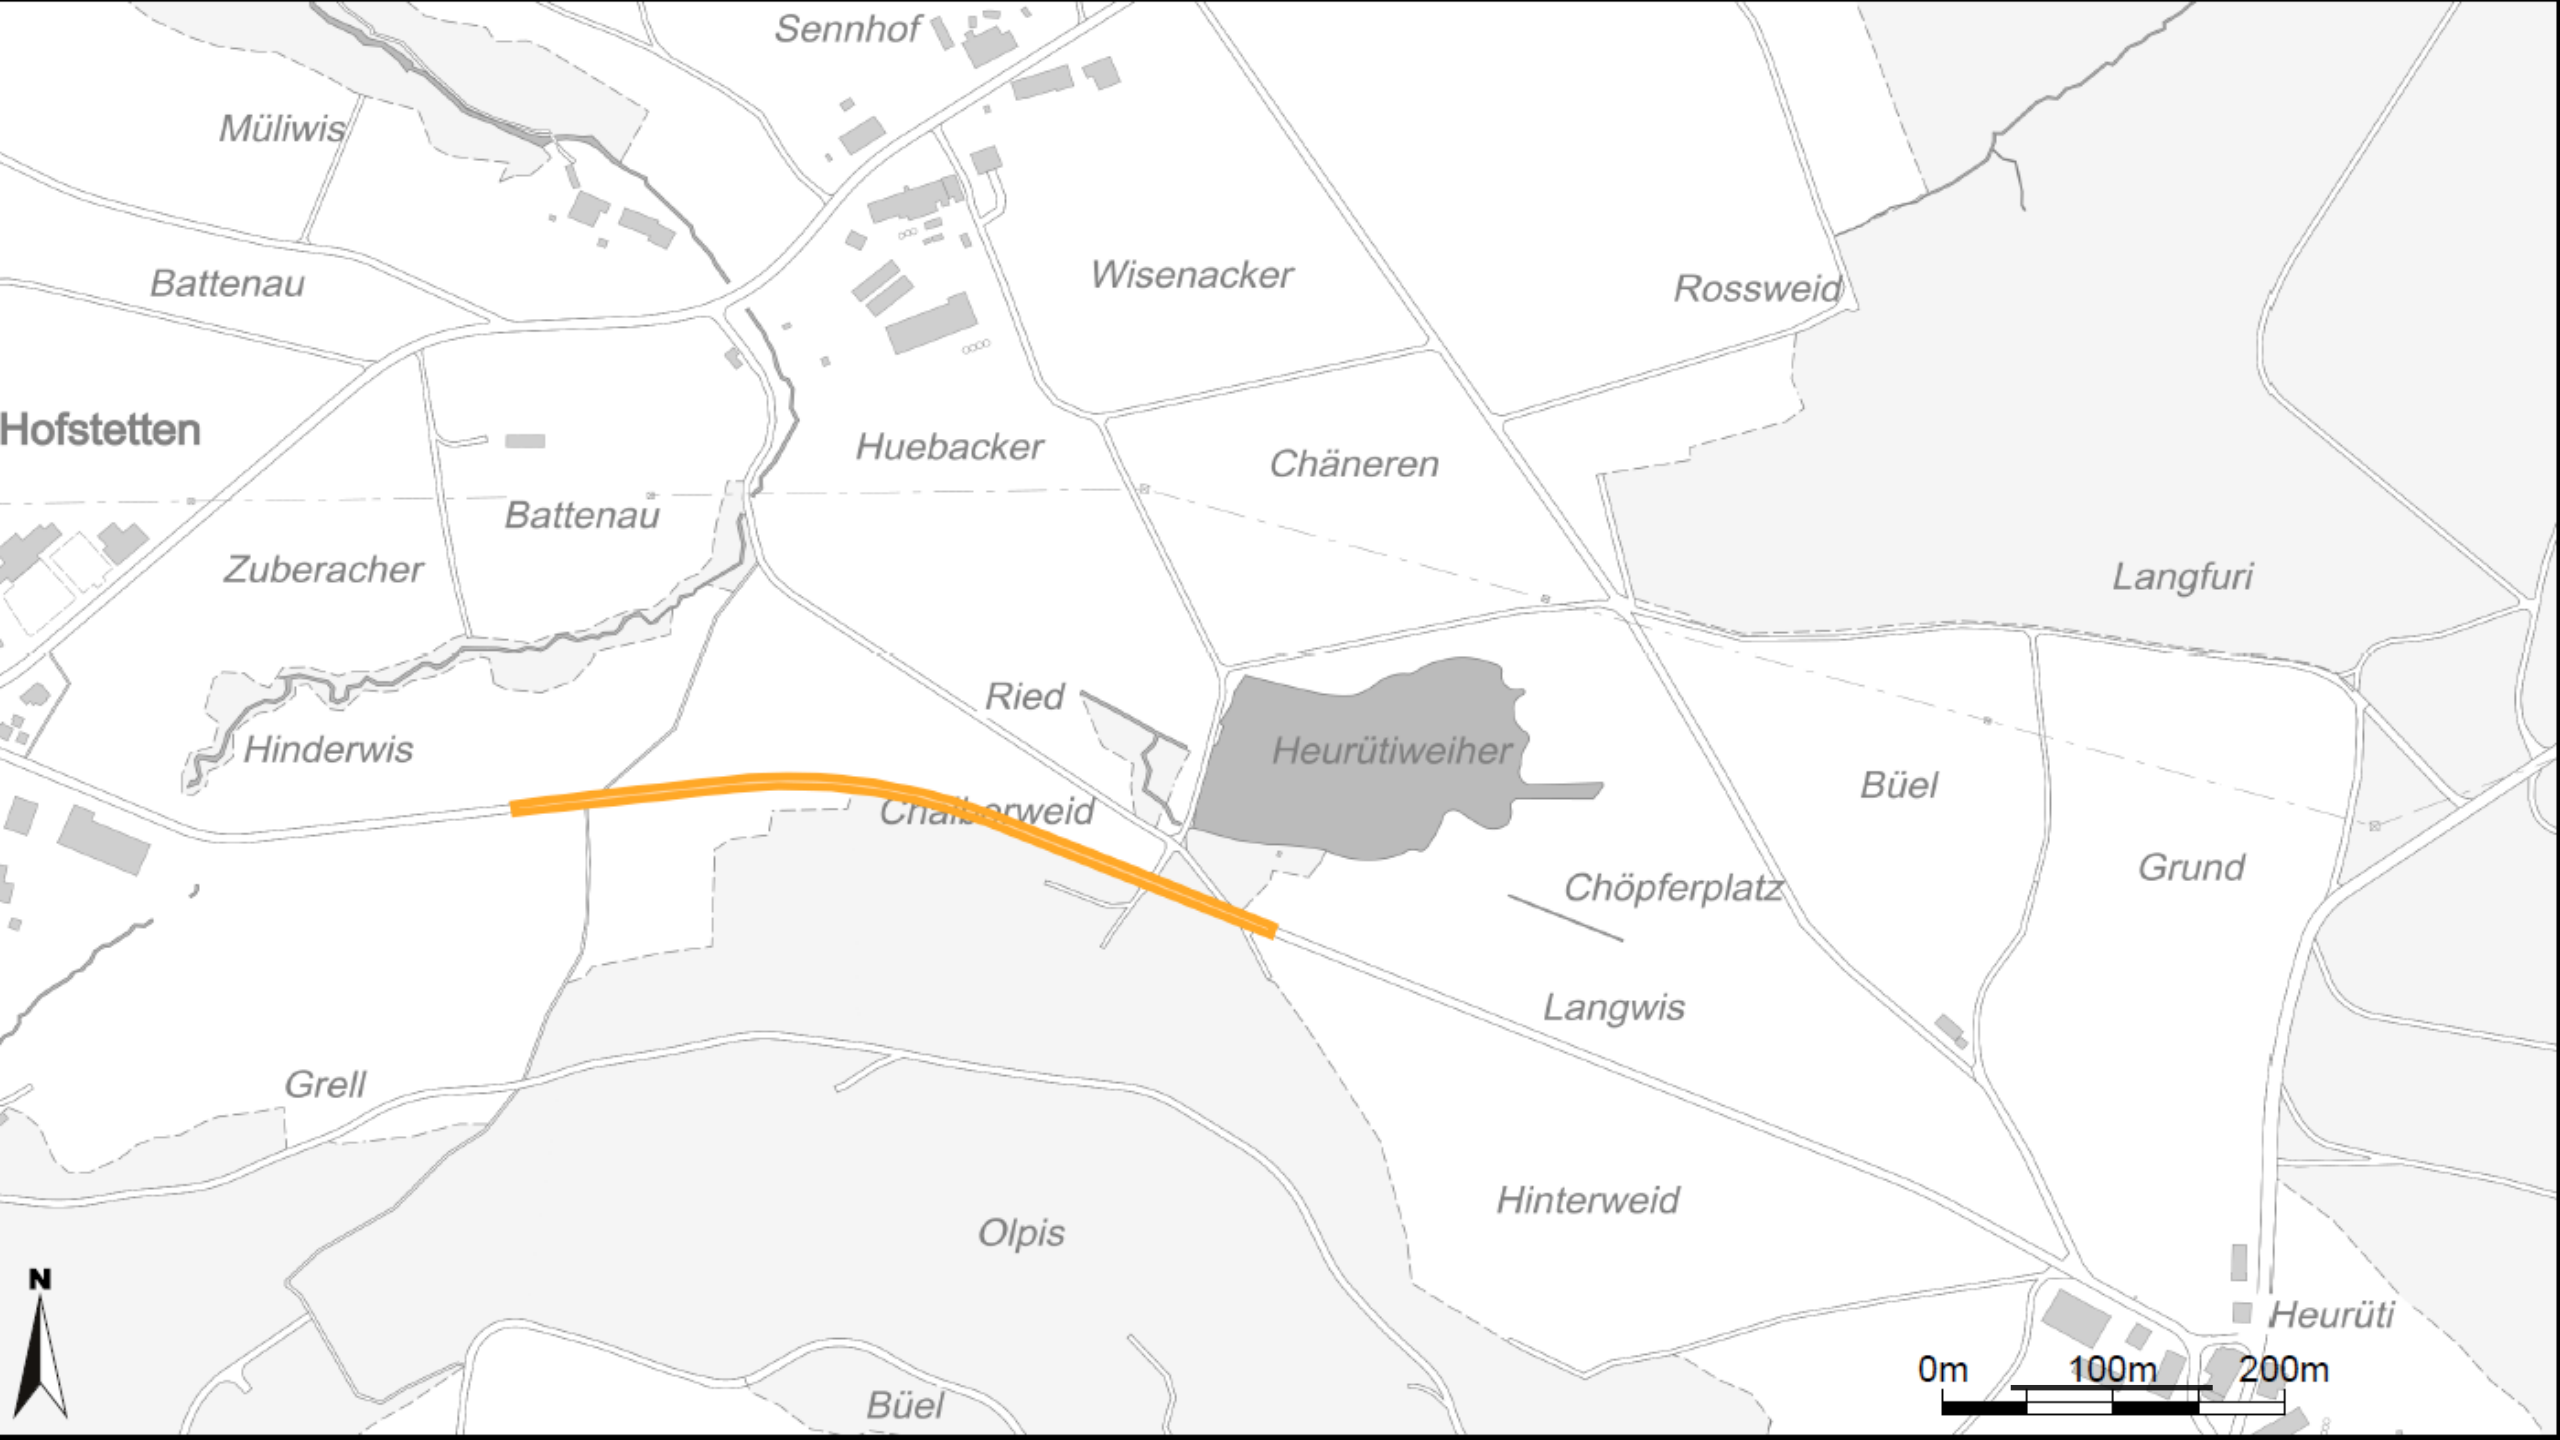 Sennhof
Müliwis
Battenau
Wisenacker
Rossweid
Hofstetten
Huebacker
Chäneren
Battenau
Zuberacher
Langfuri
Ried
Hinderwis
Heurütiweiher
Büel
Chalberweid
Grund
Chöpferplatz
Langwis
Grell
Hinterweid
Olpis
N
Heurüti
0m 100m 200m
Büel